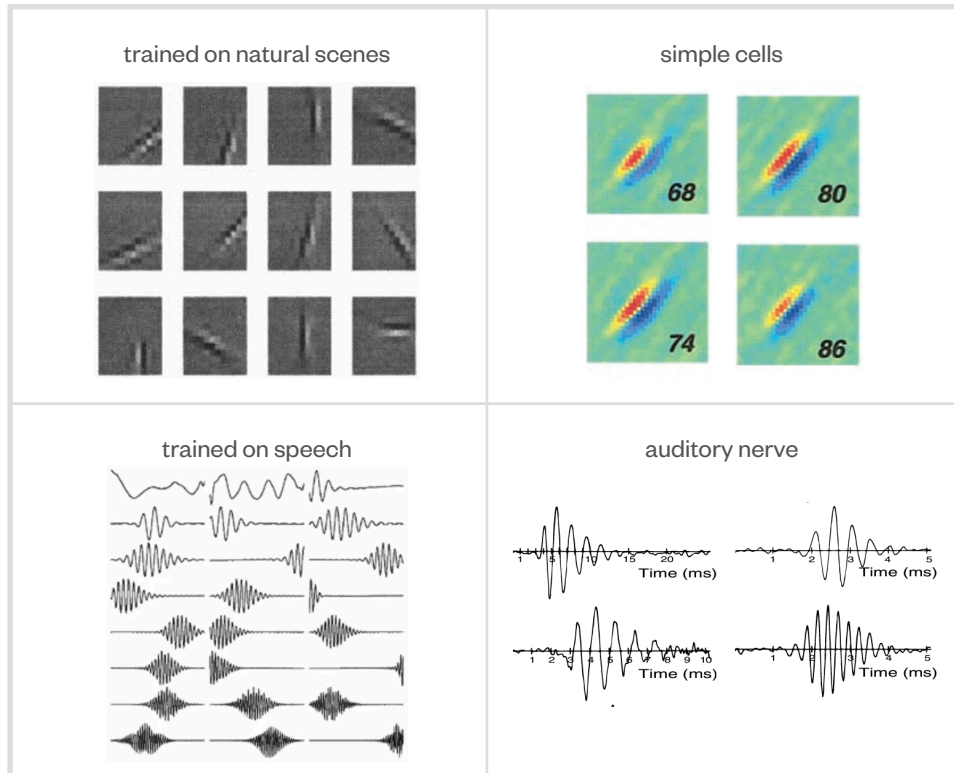 trained on natural scenes
simple cells
68
80
74
86
trained on speech
auditory nerve
1 5 10 15 20
Time (ms)
1 2 3 4 5
Time (ms)
1 2 3 4 5 6 7 8 9 10
Time (ms)
1 2 3 4 5
Time (ms)